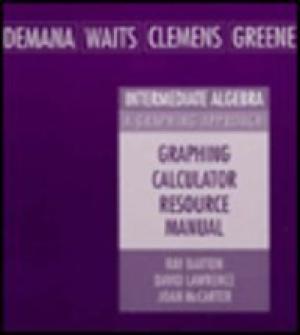 DEMANA | WAITS | CLEMENS | GREENE
INTERMEDIATE ALGEBRA
A GRAPHING APPROACH
GRAPHING
CALCULATOR
RESOURCE
MANUAL
RAY BARTON
DAVID LAWRENCE
JOAN McCARTER